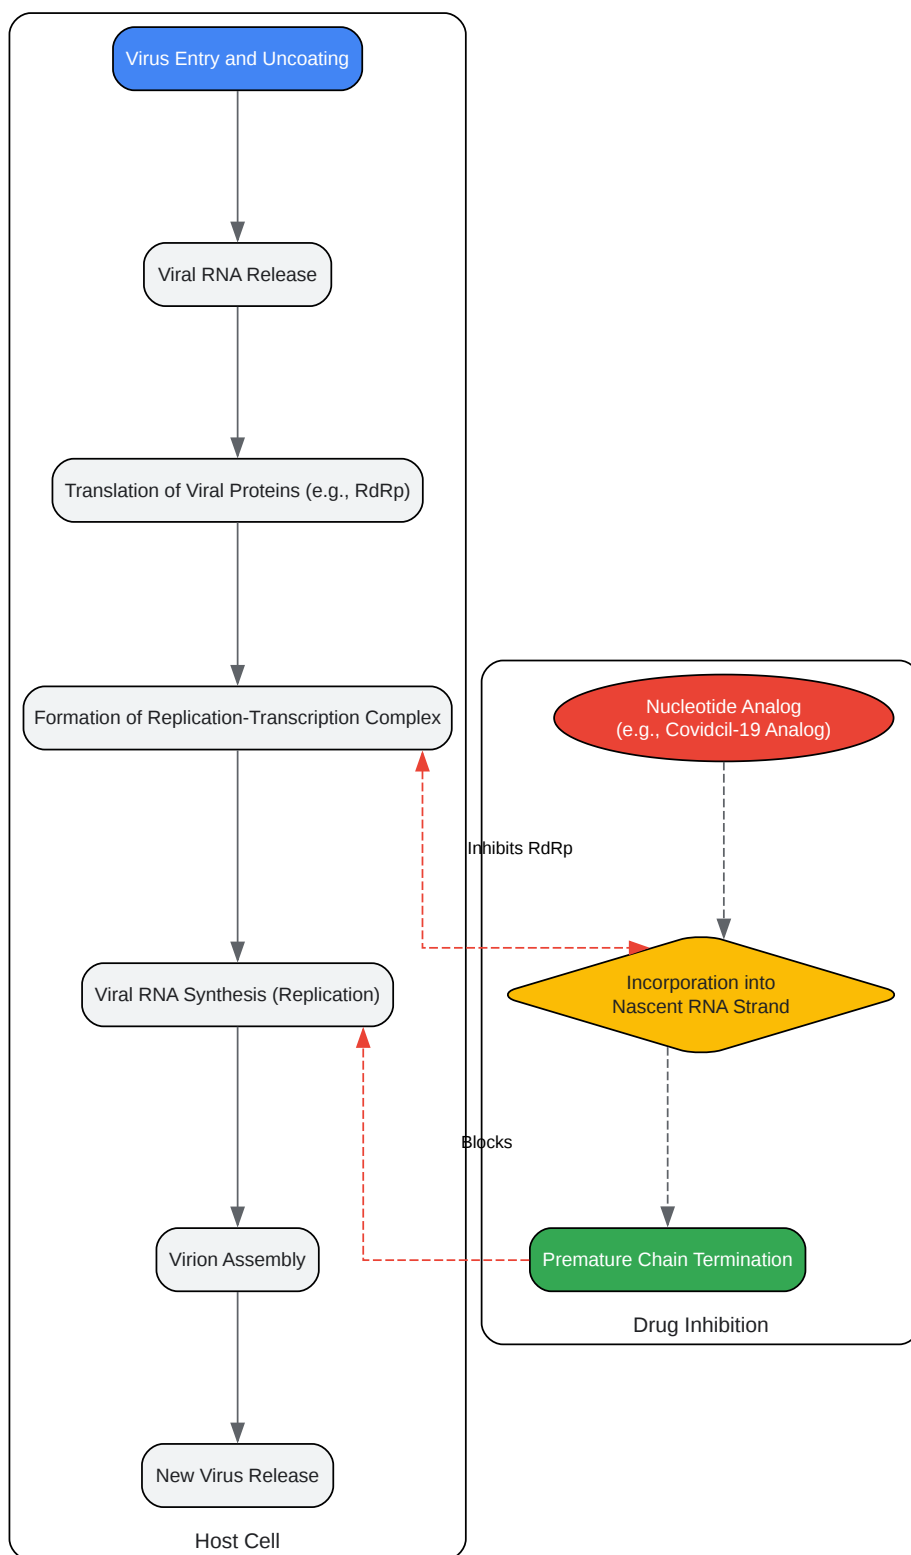 Virus Entry and Uncoating
Viral RNA Release
Translation of Viral Proteins (e.g., RdRp)
Formation of Replication-Transcription Complex
Nucleotide Analog
(e.g., Covidcil-19 Analog)
Inhibits RdRp
Viral RNA Synthesis (Replication)
Incorporation into
Nascent RNA Strand
Blocks
Virion Assembly
Premature Chain Termination
Drug Inhibition
New Virus Release
Host Cell